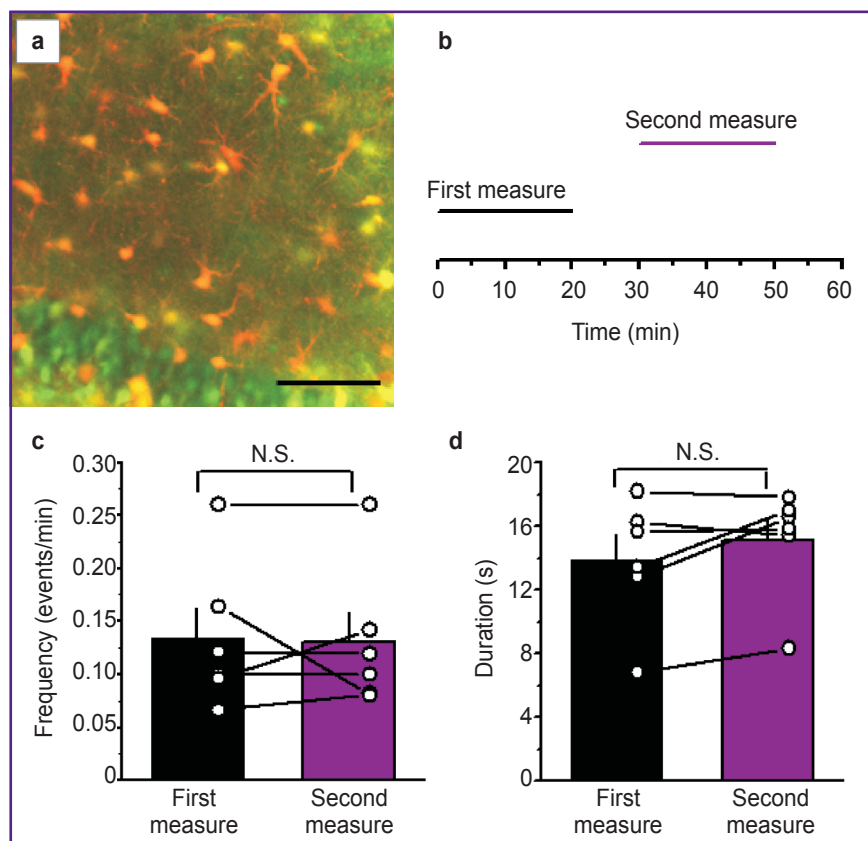 a
b
Second measure
First measure
0 10 20 30 40 50 60
Time (min)
c
N.S.
Frequency (events/min)
0.30
0.25
0.20
0.15
0.10
0.05
0
First measure
Second measure
d
N.S.
Duration (s)
20
16
12
8
4
0
First measure
Second measure